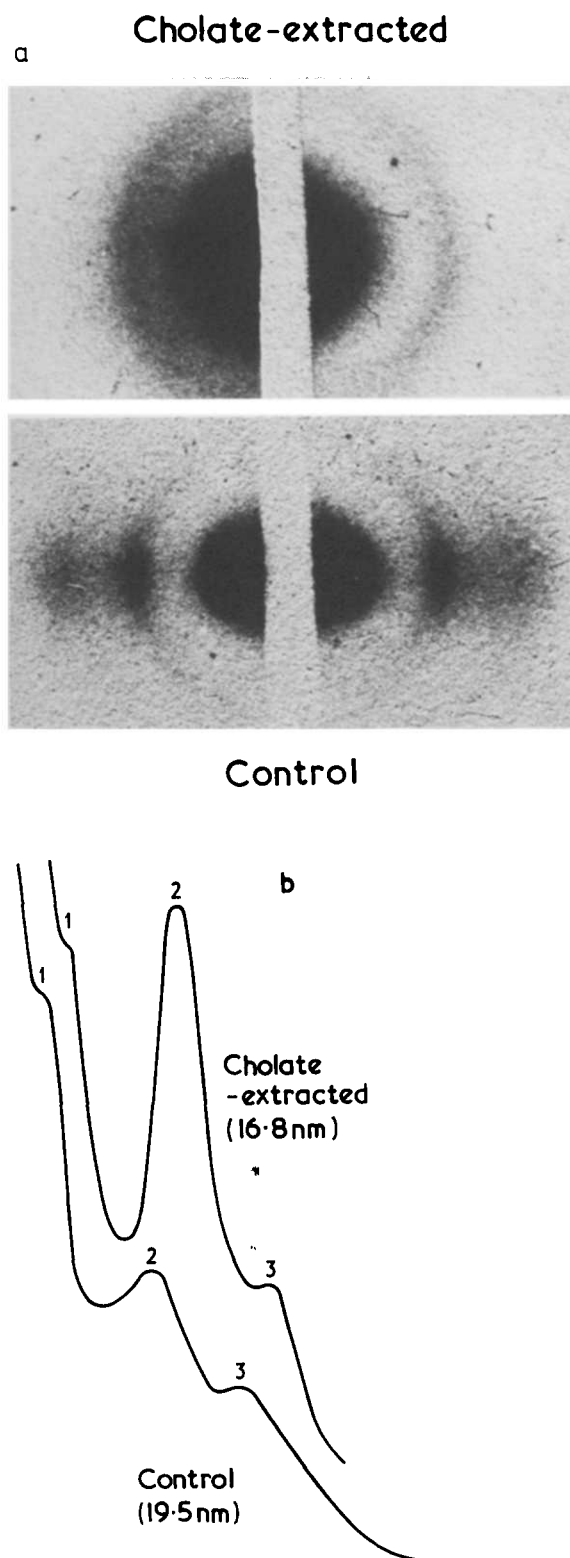 Cholate-extracted
a
Control
b
2
1
1
Cholate
-extracted
(16·8nm)
2
3
3
Control
(19·5nm)